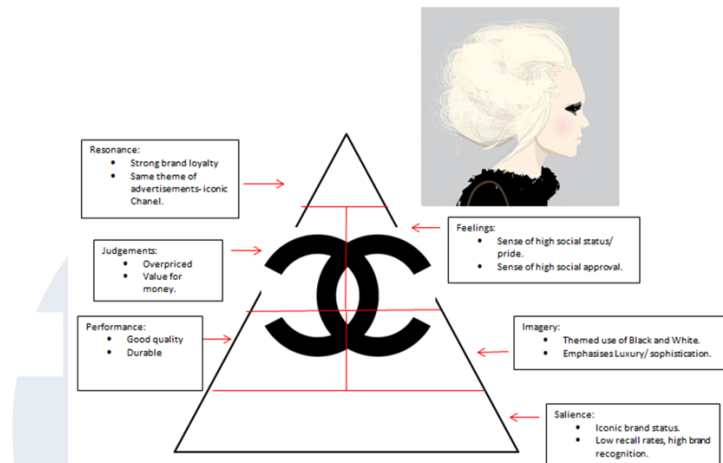 Resonance:
• Strong brand loyalty
• Same theme of
advertisements- iconic
Chanel.
Feelings:
• Sense of high social status/
pride.
• Sense of high social approval.
Judgements:
• Overpriced
• Value for
money.
Performance:
• Good quality
• Durable
Imagery:
• Themed use of Black and White.
• Emphasises Luxury/ sophistication.
Salience:
• Iconic brand status.
• Low recall rates, high brand
recognition.